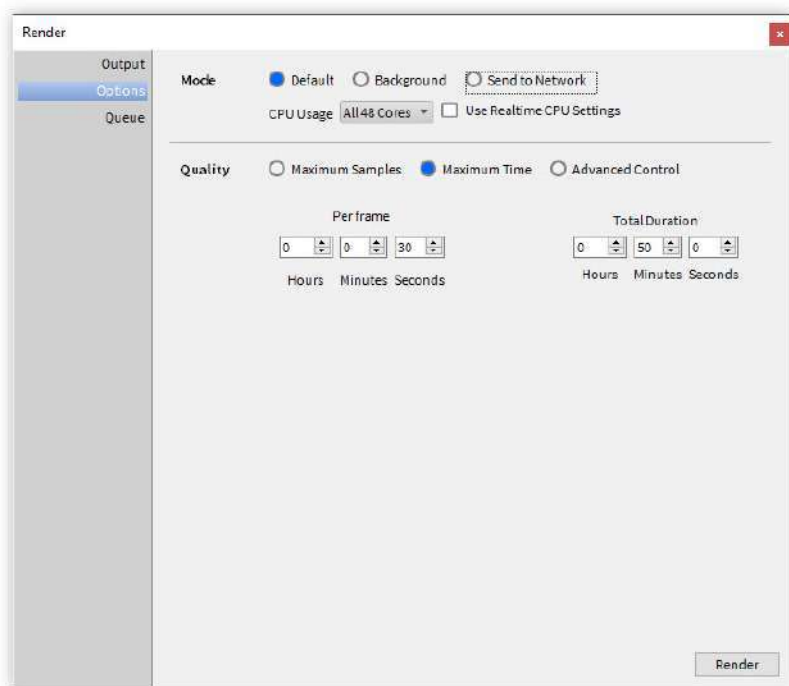 Render
Output
Options
Queue
Mode Default Background Send to Network
CPU Usage All 48 Cores Use Realtime CPU Settings
Quality Maximum Samples Maximum Time Advanced Control
Per frame Total Duration
0 0 30 0 50 0
Hours Minutes Seconds Hours Minutes Seconds
Render